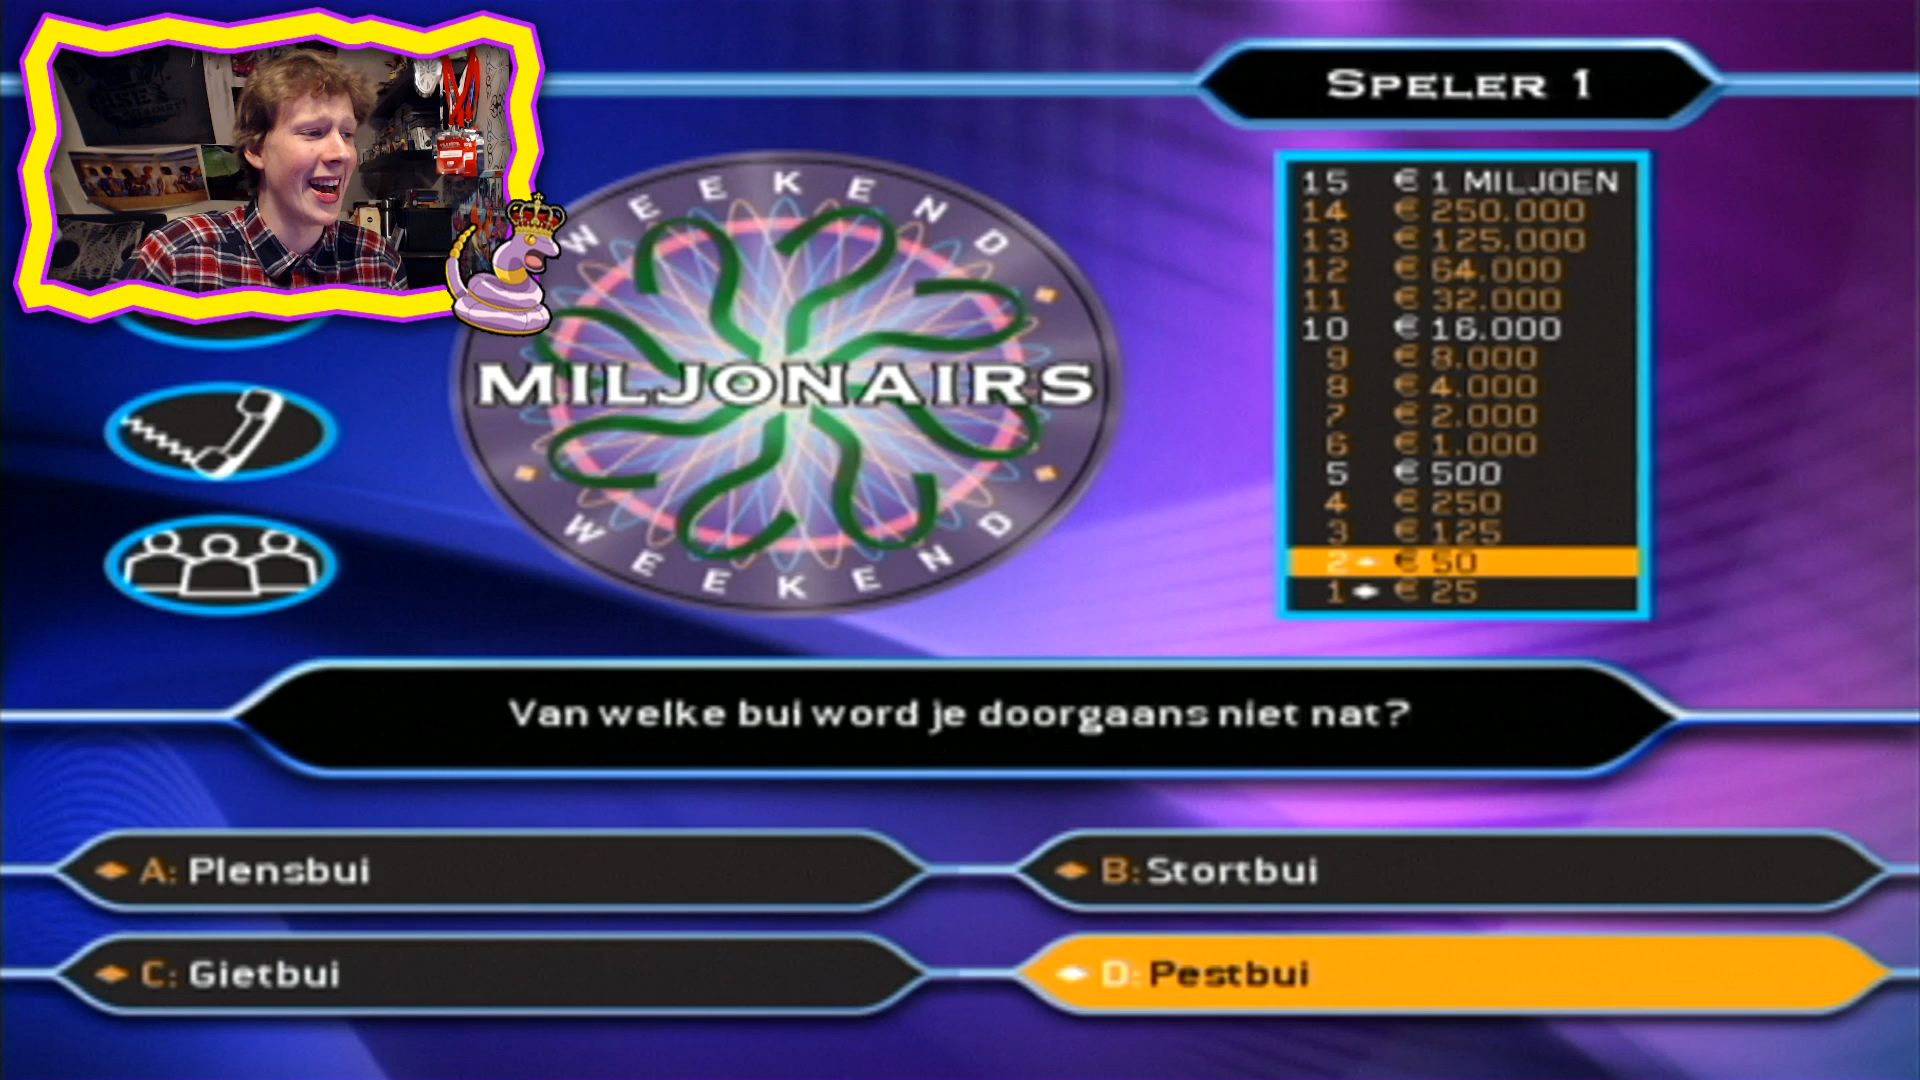 SPELER 1
WEEKEND
MILJONAIRS
WEEKEND
15 € 1 MILJOEN
14 € 250.000
13 € 125.000
12 € 64.000
11 € 32.000
10 € 16.000
9 € 8.000
8 € 4.000
7 € 2.000
6 € 1.000
5 € 500
4 € 250
3 € 125
2 € 50
1 € 25
Van welke bui word je doorgaans niet nat?
A: Plensbui
B: Stortbui
C: Gietbui
D: Pestbui